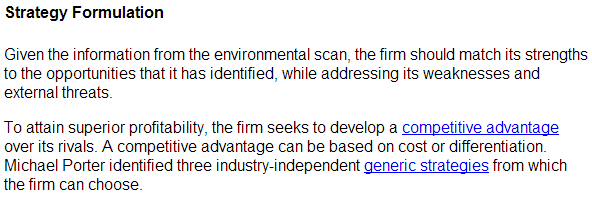 Strategy Formulation
Given the information from the environmental scan, the firm should match its strengths
to the opportunities that it has identified, while addressing its weaknesses and
external threats.
To attain superior profitability, the firm seeks to develop a competitive advantage
over its rivals. A competitive advantage can be based on cost or differentiation.
Michael Porter identified three industry-independent generic strategies from which
the firm can choose.